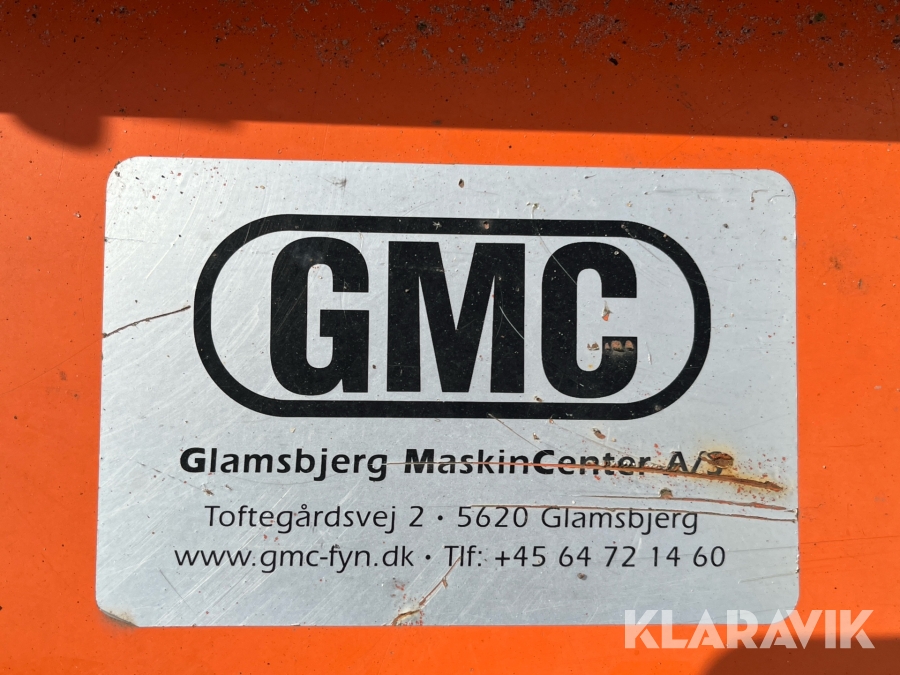 GMC
Glamsbjerg MaskinCenter A/S
Toftegårdsvej 2 · 5620 Glamsbjerg
www.gmc-fyn.dk · Tlf: +45 64 72 14 60
KLARAVIK